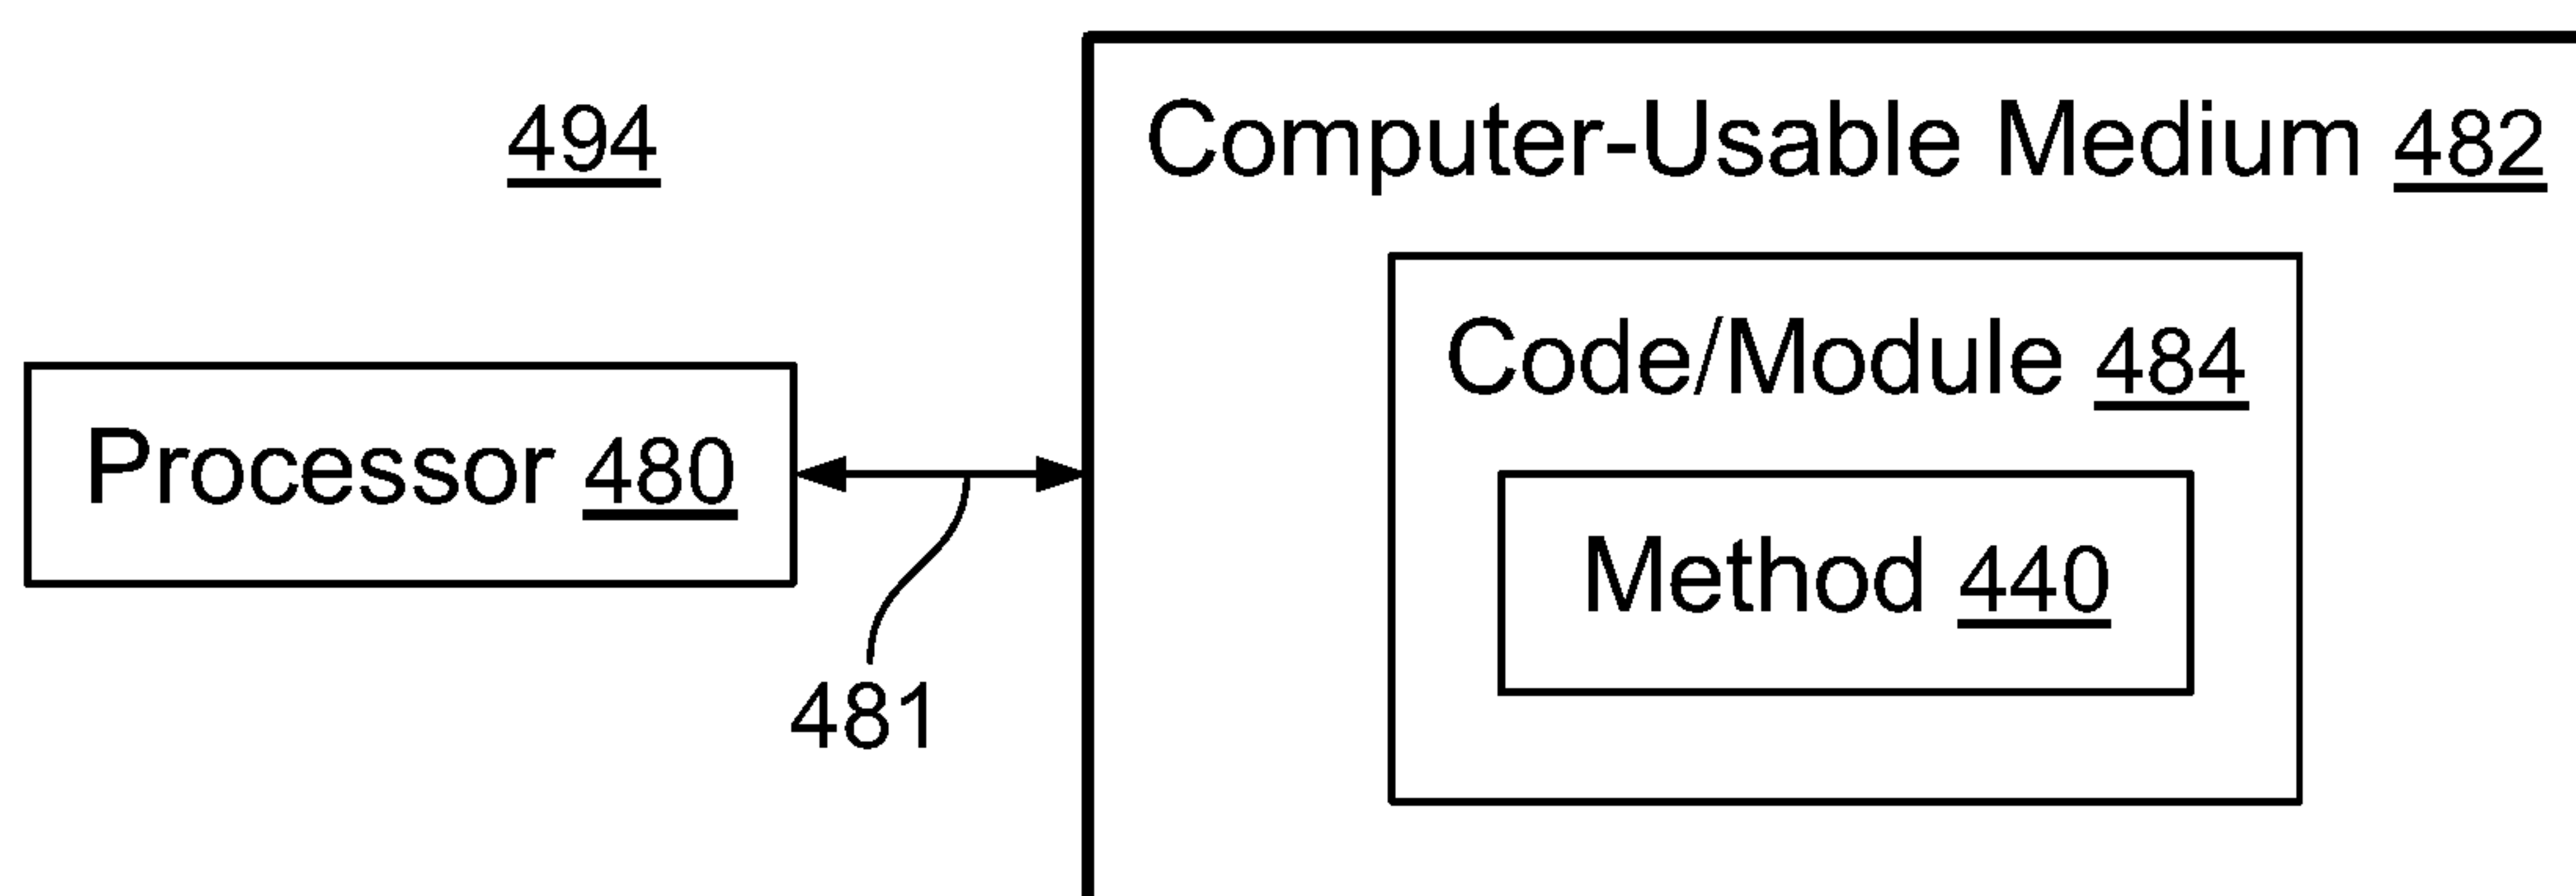 494
Computer-Usable Medium 482
Code/Module 484
Processor 480
Method 440
481